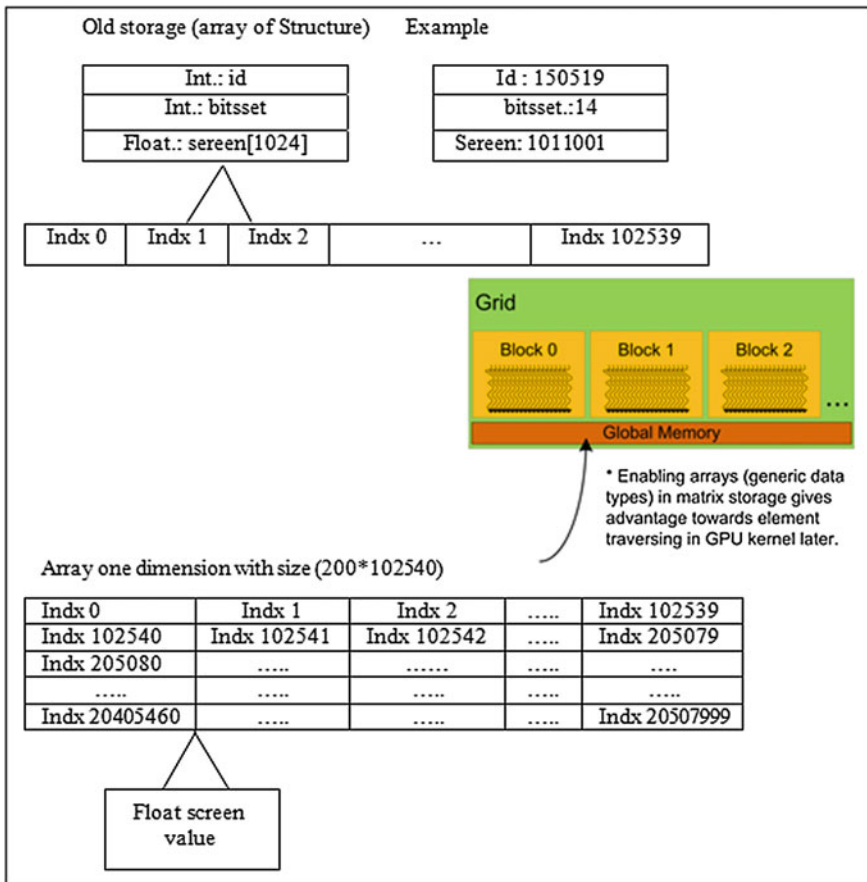 Old storage (array of Structure) Example
Int.: id
Int.: bitsset
Float.: sereen[1024]
Id : 150519
bitsset.:14
Sereen: 1011001
Indx 0 Indx 1 Indx 2 ... Indx 102539
Grid
Block 0 Block 1 Block 2 ...
Global Memory
* Enabling arrays (generic data
types) in matrix storage gives
advantage towards element
traversing in GPU kernel later.
Array one dimension with size (200*102540)
Indx 0 Indx 1 Indx 2 ..... Indx 102539
Indx 102540 Indx 102541 Indx 102542 ..... Indx 205079
Indx 205080 ..... ...... ..... ....
..... ..... ..... ..... .....
Indx 20405460 ..... ..... ..... Indx 20507999
Float screen
value